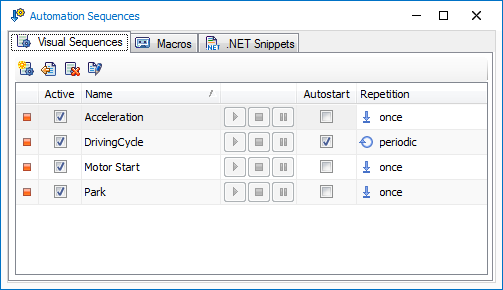 Automation Sequences
Visual Sequences Macros .NET .NET Snippets
Active Name Autostart Repetition
Acceleration once
DrivingCycle periodic
Motor Start once
Park once